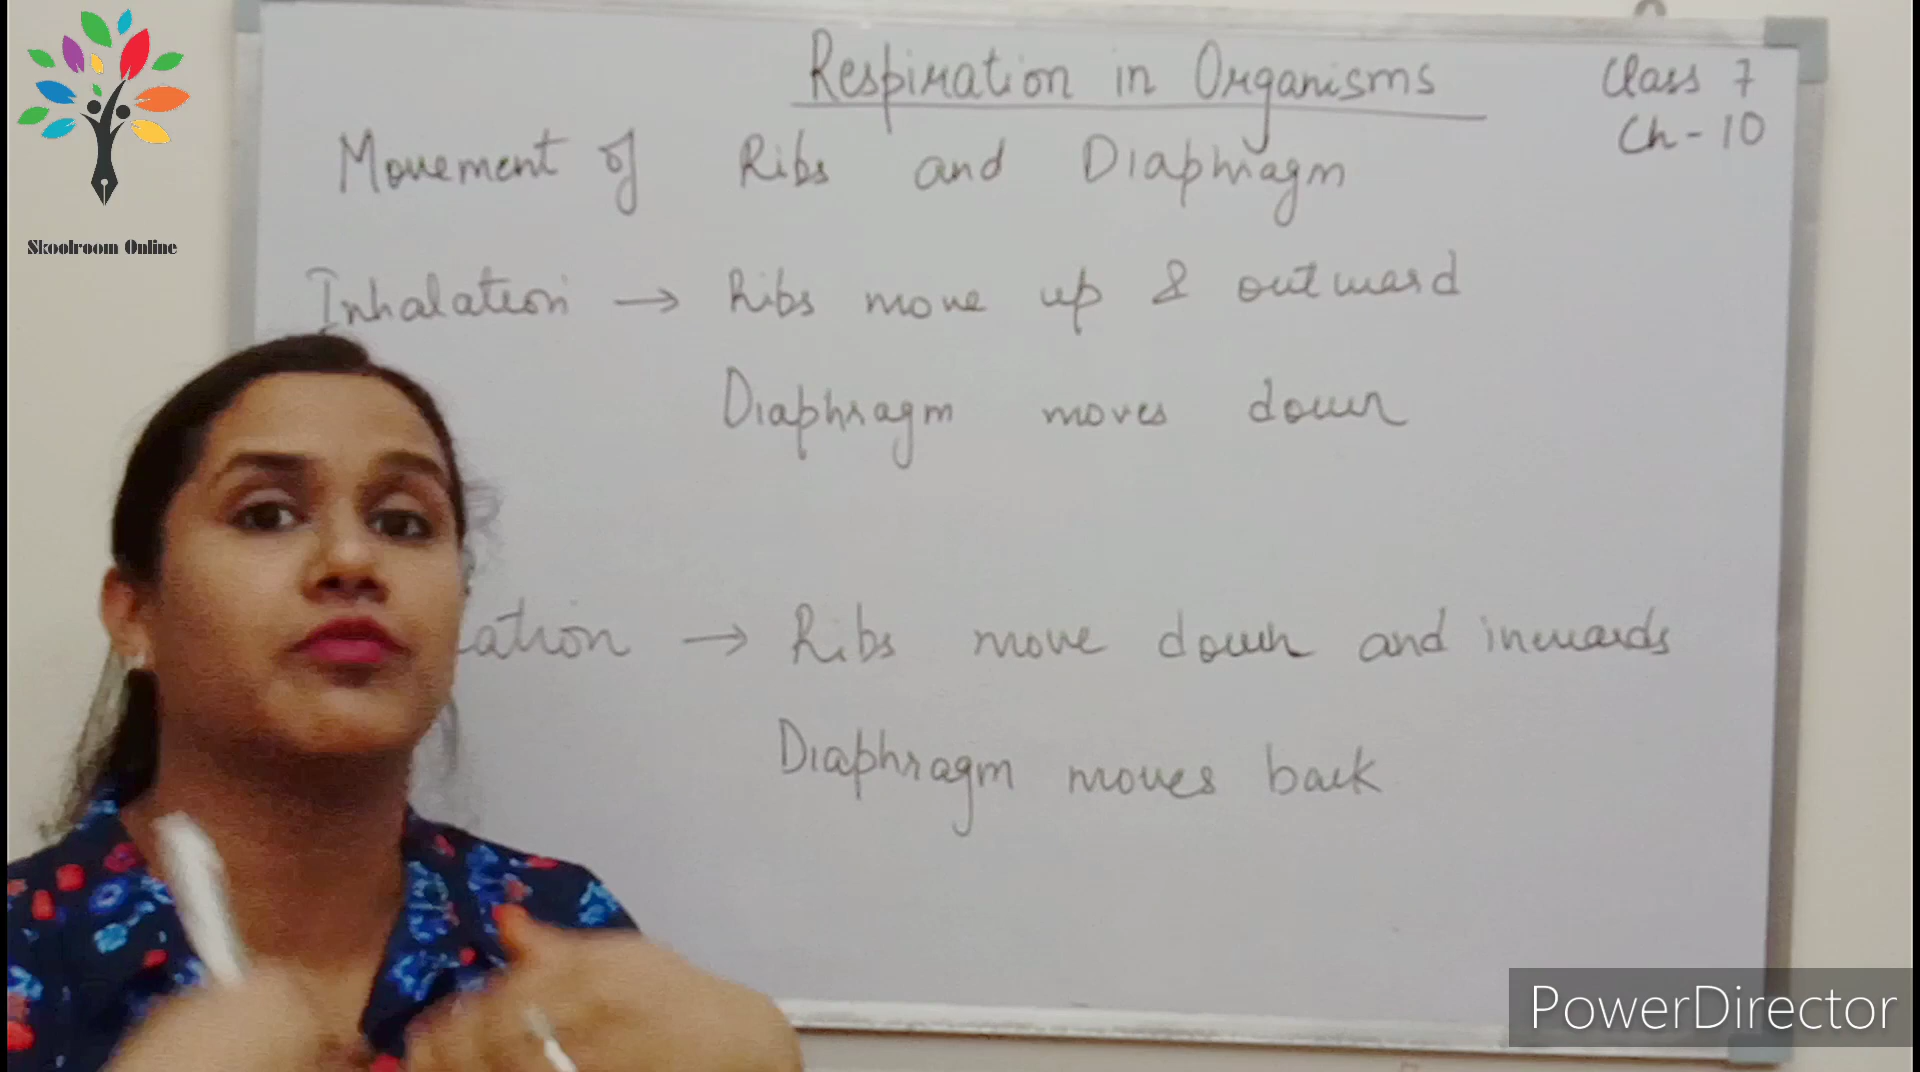 Respiration in Organisms
Class 7
Ch - 10
Movement of Ribs and Diaphragm
Inhalation → Ribs move up & outward
Diaphragm moves down
ation → Ribs move down and inwards
Diaphragm moves back
Skoolroom Online
PowerDirector